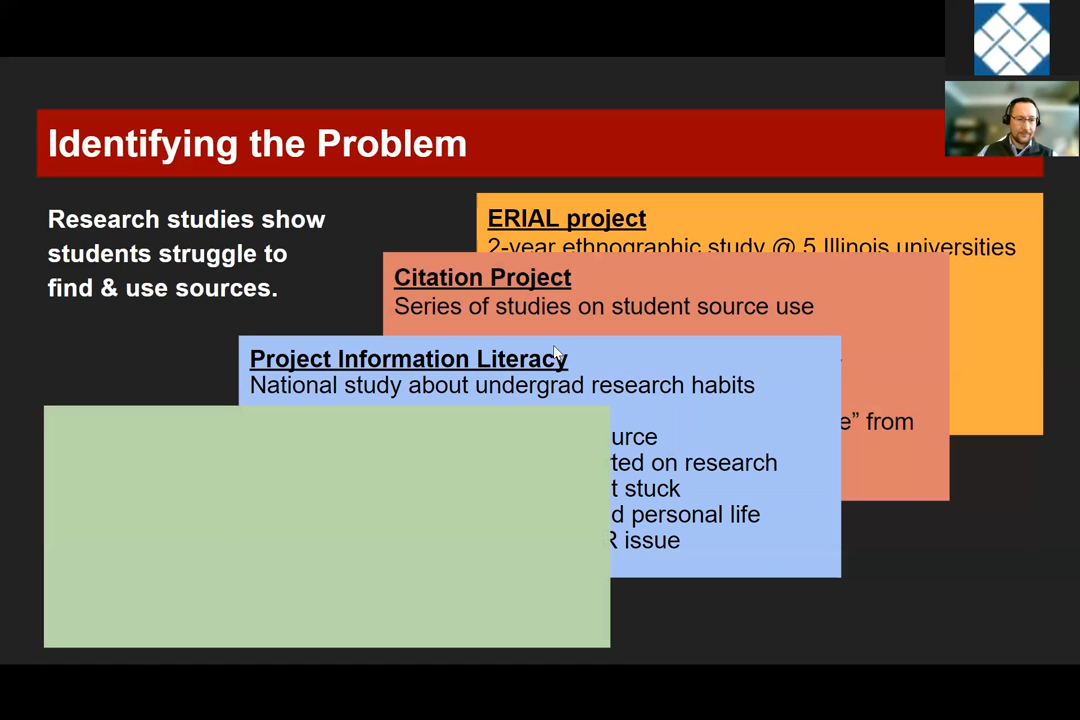 Identifying the Problem
Research studies show
students struggle to
find & use sources.
ERIAL project
2-year ethnographic study @ 5 Illinois universities
Citation Project
Series of studies on student source use
e” from
Project Information Literacy
National study about undergrad research habits
urce
ted on research
t stuck
d personal life
R issue